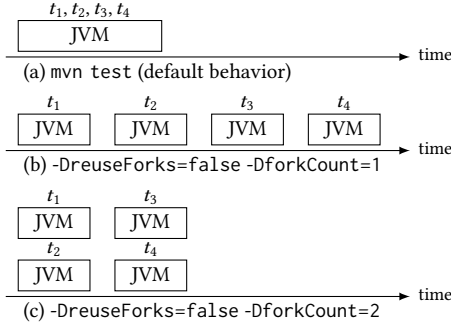 t1, t2, t3, t4
JVM
time
(a) mvn test (default behavior)
t1 t2 t3 t4
JVM JVM JVM JVM
time
(b) -DreuseForks=false -DforkCount=1
t1 t3
JVM JVM
t2 t4
JVM JVM
time
(c) -DreuseForks=false -DforkCount=2